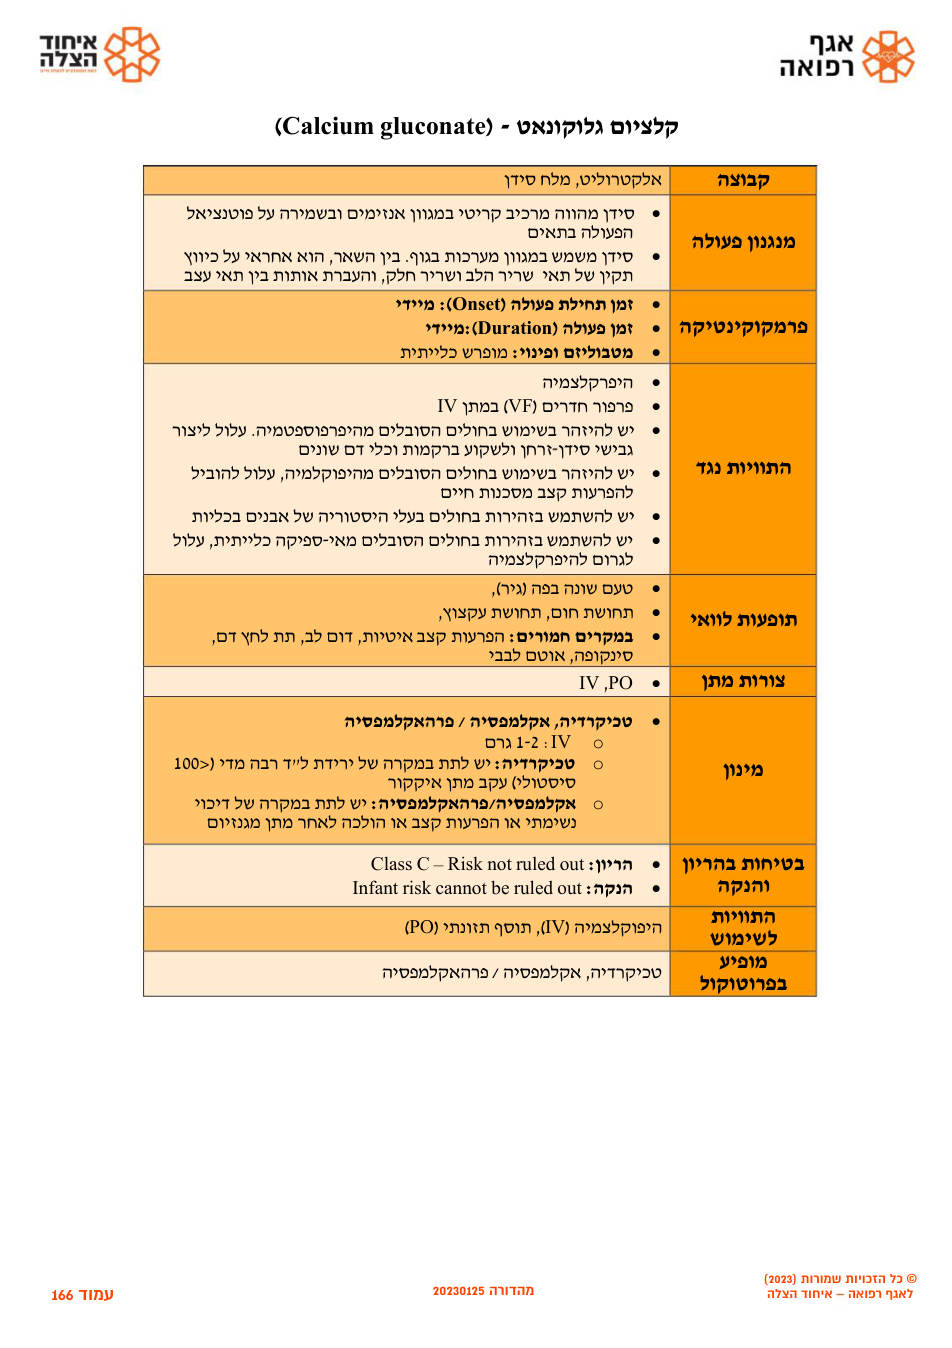 איחוד
הצלה
אגף
רפואה
קלציום גלוקונאט - (Calcium gluconate)
קבוצה
אלקטרוליט, מלח סידן
מנגנון פעולה
• סידן מהווה מרכיב קריטי במגוון אנזימים ובשמירה על פוטנציאל
הפעולה בתאים
• סידן משמש במגוון מערכות בגוף. בין השאר, הוא אחראי על כיווץ
תקין של תאי שריר הלב ושריר חלק, והעברת אותות בין תאי עצב
פרמקוקינטיקה
• זמן תחילת פעולה (Onset): מיידי
• זמן פעולה (Duration):מיידי
• מטבוליזם ופינוי: מופרש כלייתית
התוויות נגד
• היפרקלצמיה
• פרפור חדרים (VF) במתן IV
• יש להיזהר בשימוש בחולים הסובלים מהיפרפוספטמיה. עלול ליצור
גבישי סידן-זרחן ולשקוע ברקמות וכלי דם שונים
• יש להיזהר בשימוש בחולים הסובלים מהיפוקלמיה, עלול להוביל
להפרעות קצב מסכנות חיים
• יש להשתמש בזהירות בחולים בעלי היסטוריה של אבנים בכליות
• יש להשתמש בזהירות בחולים הסובלים מאי-ספיקה כלייתית, עלול
לגרום להיפרקלצמיה
תופעות לוואי
• טעם שונה בפה (גיר),
• תחושת חום, תחושת עקצוץ,
• במקרים חמורים: הפרעות קצב איטיות, דום לב, תת לחץ דם,
סינקופה, אוטם לבבי
צורות מתן
• IV ,PO
מינון
• טכיקרדיה, אקלמפסיה / פרהאקלמפסיה
○ IV: 1-2 גרם
○ טכיקרדיה: יש לתת במקרה של ירידת ל״ד רבה מדי (<100
סיסטולי) עקב מתן איקקור
○ אקלמפסיה/פרהאקלמפסיה: יש לתת במקרה של דיכוי
נשימתי או הפרעות קצב או הולכה לאחר מתן מגנזיום
בטיחות בהריון
והנקה
• הריון: Class C – Risk not ruled out
• הנקה: Infant risk cannot be ruled out
התוויות
לשימוש
היפוקלצמיה (IV), תוסף תזונתי (PO)
מופיע
בפרוטוקול
טכיקרדיה, אקלמפסיה / פרהאקלמפסיה
© כל הזכויות שמורות (2023)
לאגף רפואה – איחוד הצלה
מהדורה 20230125
עמוד 166